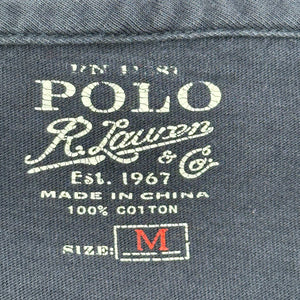 POLO
R. Lauren
& Co.
Est. 1967
MADE IN CHINA
100% COTTON
SIZE: M